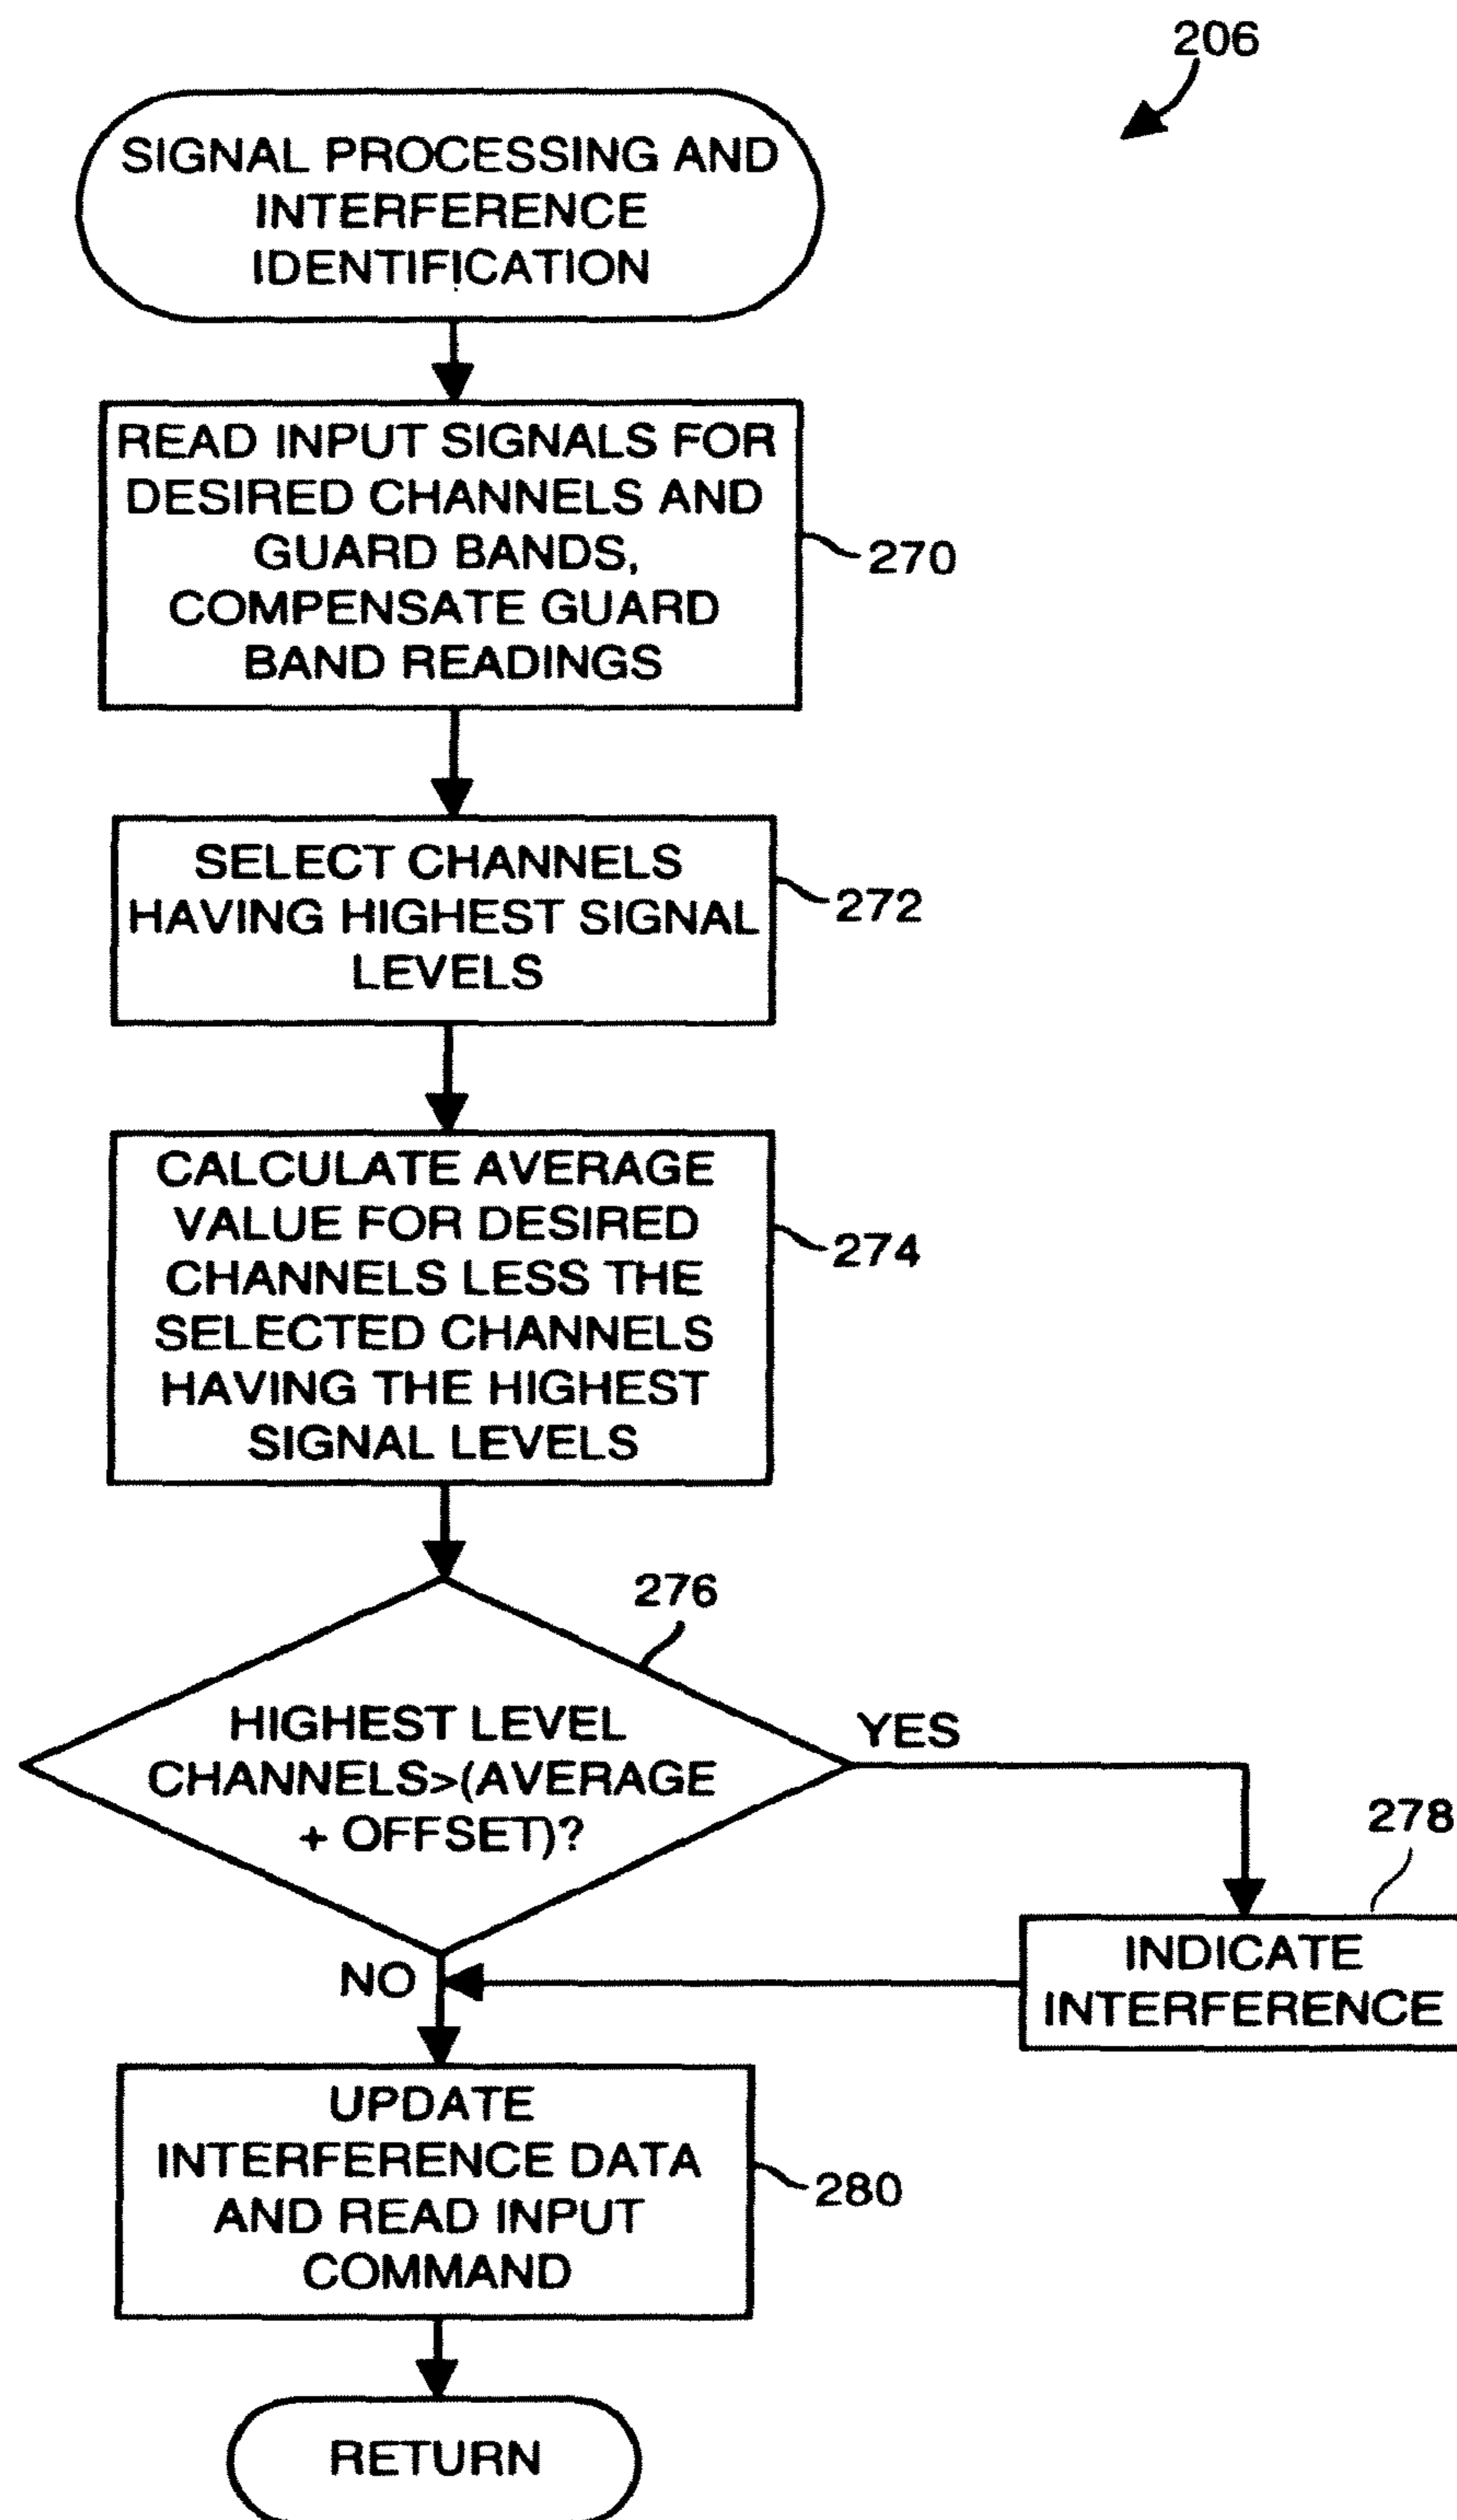 206
SIGNAL PROCESSING AND
INTERFERENCE
IDENTIFICATION
READ INPUT SIGNALS FOR
DESIRED CHANNELS AND
GUARD BANDS,
COMPENSATE GUARD
BAND READINGS
270
SELECT CHANNELS
HAVING HIGHEST SIGNAL
LEVELS
272
CALCULATE AVERAGE
VALUE FOR DESIRED
CHANNELS LESS THE
SELECTED CHANNELS
HAVING THE HIGHEST
SIGNAL LEVELS
274
276
HIGHEST LEVEL
CHANNELS>(AVERAGE
+ OFFSET)?
YES
278
INDICATE
INTERFERENCE
NO
UPDATE
INTERFERENCE DATA
AND READ INPUT
COMMAND
280
RETURN